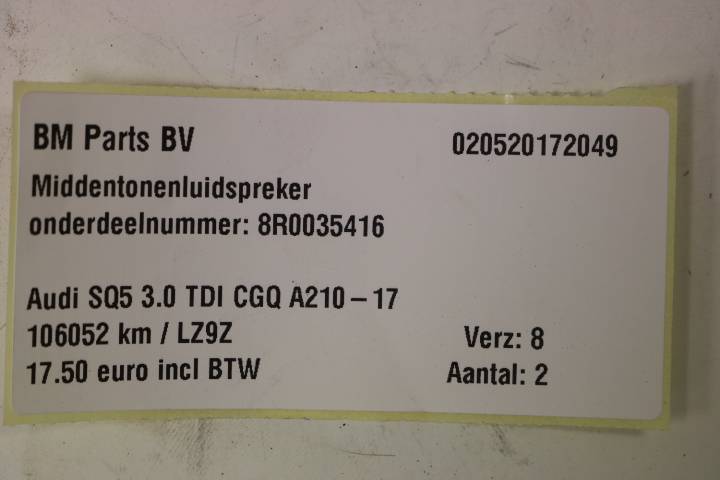 BM Parts BV 020520172049
Middentonenluidspreker
onderdeelnummer: 8R0035416
Audi SQ5 3.0 TDI CGQ A210-17
106052 km / LZ9Z Verz: 8
17.50 euro incl BTW Aantal: 2